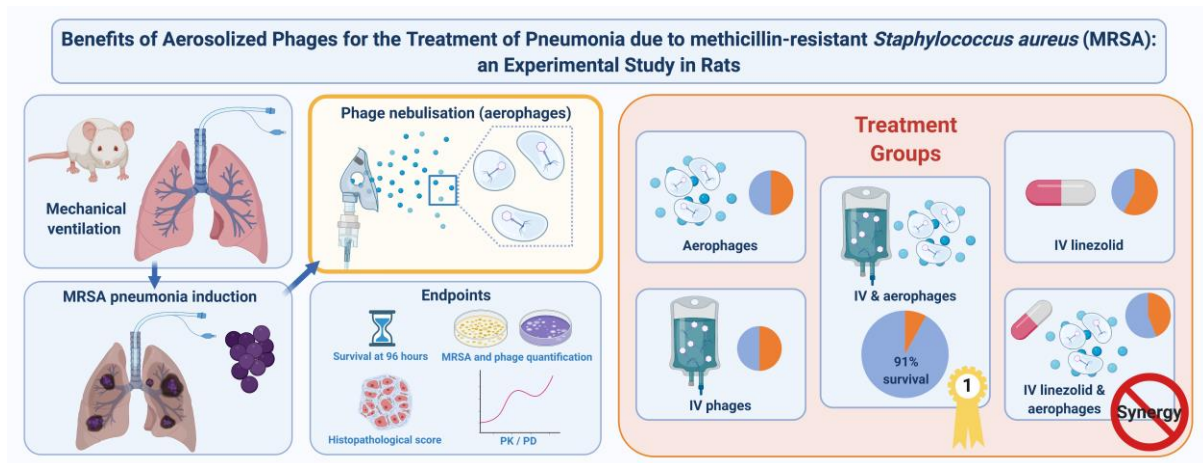 Benefits of Aerosolized Phages for the Treatment of Pneumonia due to methicillin-resistant Staphylococcus aureus (MRSA):
an Experimental Study in Rats
Mechanical
ventilation
MRSA pneumonia induction
Phage nebulisation (aerophages)
Endpoints
Survival at 96 hours
MRSA and phage quantification
Histopathological score
PK / PD
Treatment
Groups
Aerophages
IV phages
IV & aerophages
91%
survival
1
IV linezolid
IV linezolid &
aerophages
Synergy